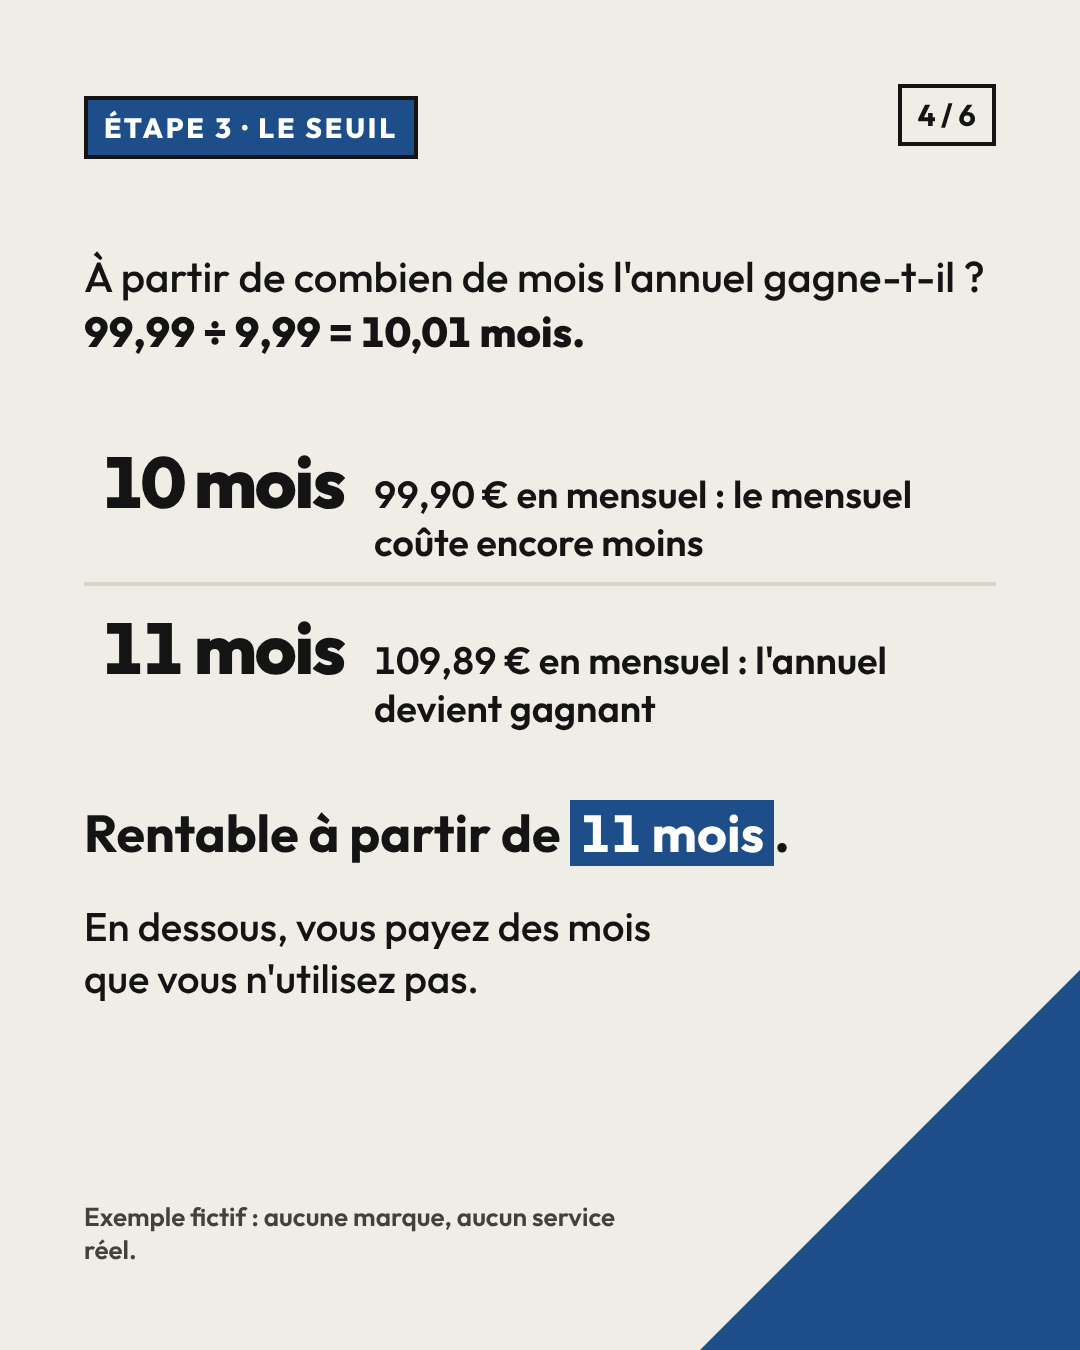 ÉTAPE 3 · LE SEUIL
4 / 6
À partir de combien de mois l'annuel gagne-t-il ?
99,99 ÷ 9,99 = 10,01 mois.
10 mois
99,90 € en mensuel : le mensuel
coûte encore moins
11 mois
109,89 € en mensuel : l'annuel
devient gagnant
Rentable à partir de 11 mois.
En dessous, vous payez des mois
que vous n'utilisez pas.
Exemple fictif : aucune marque, aucun service
réel.